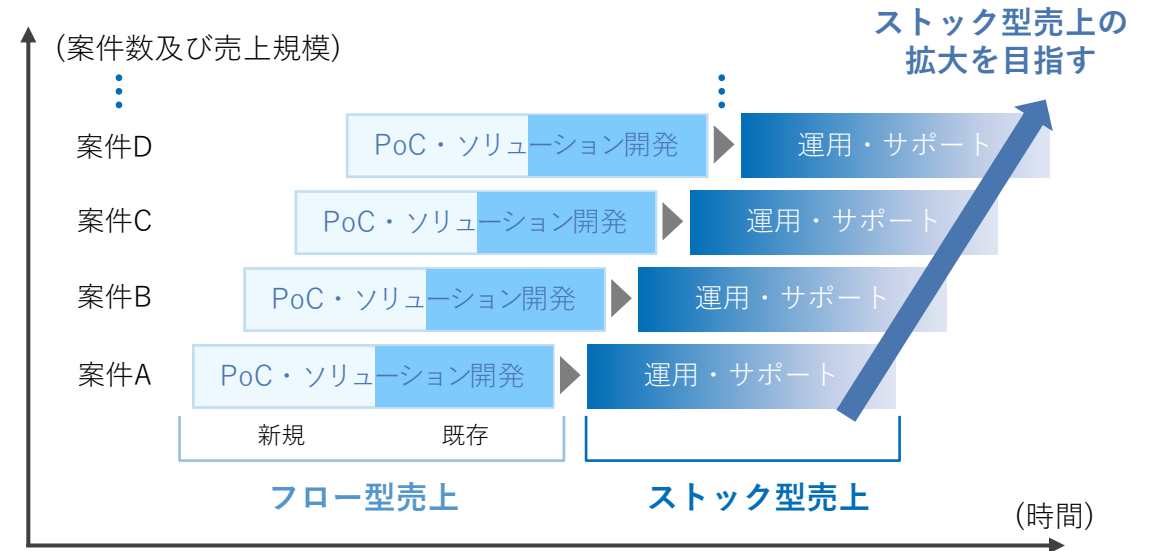 ストック型売上の
拡大を目指す
(案件数及び売上規模)
案件D
PoC・ソリューション開発
運用・サポート
案件C
PoC・ソリューション開発
運用・サポート
案件B
PoC・ソリューション開発
運用・サポート
案件A
PoC・ソリューション開発
運用・サポート
新規
既存
フロー型売上
ストック型売上
(時間)